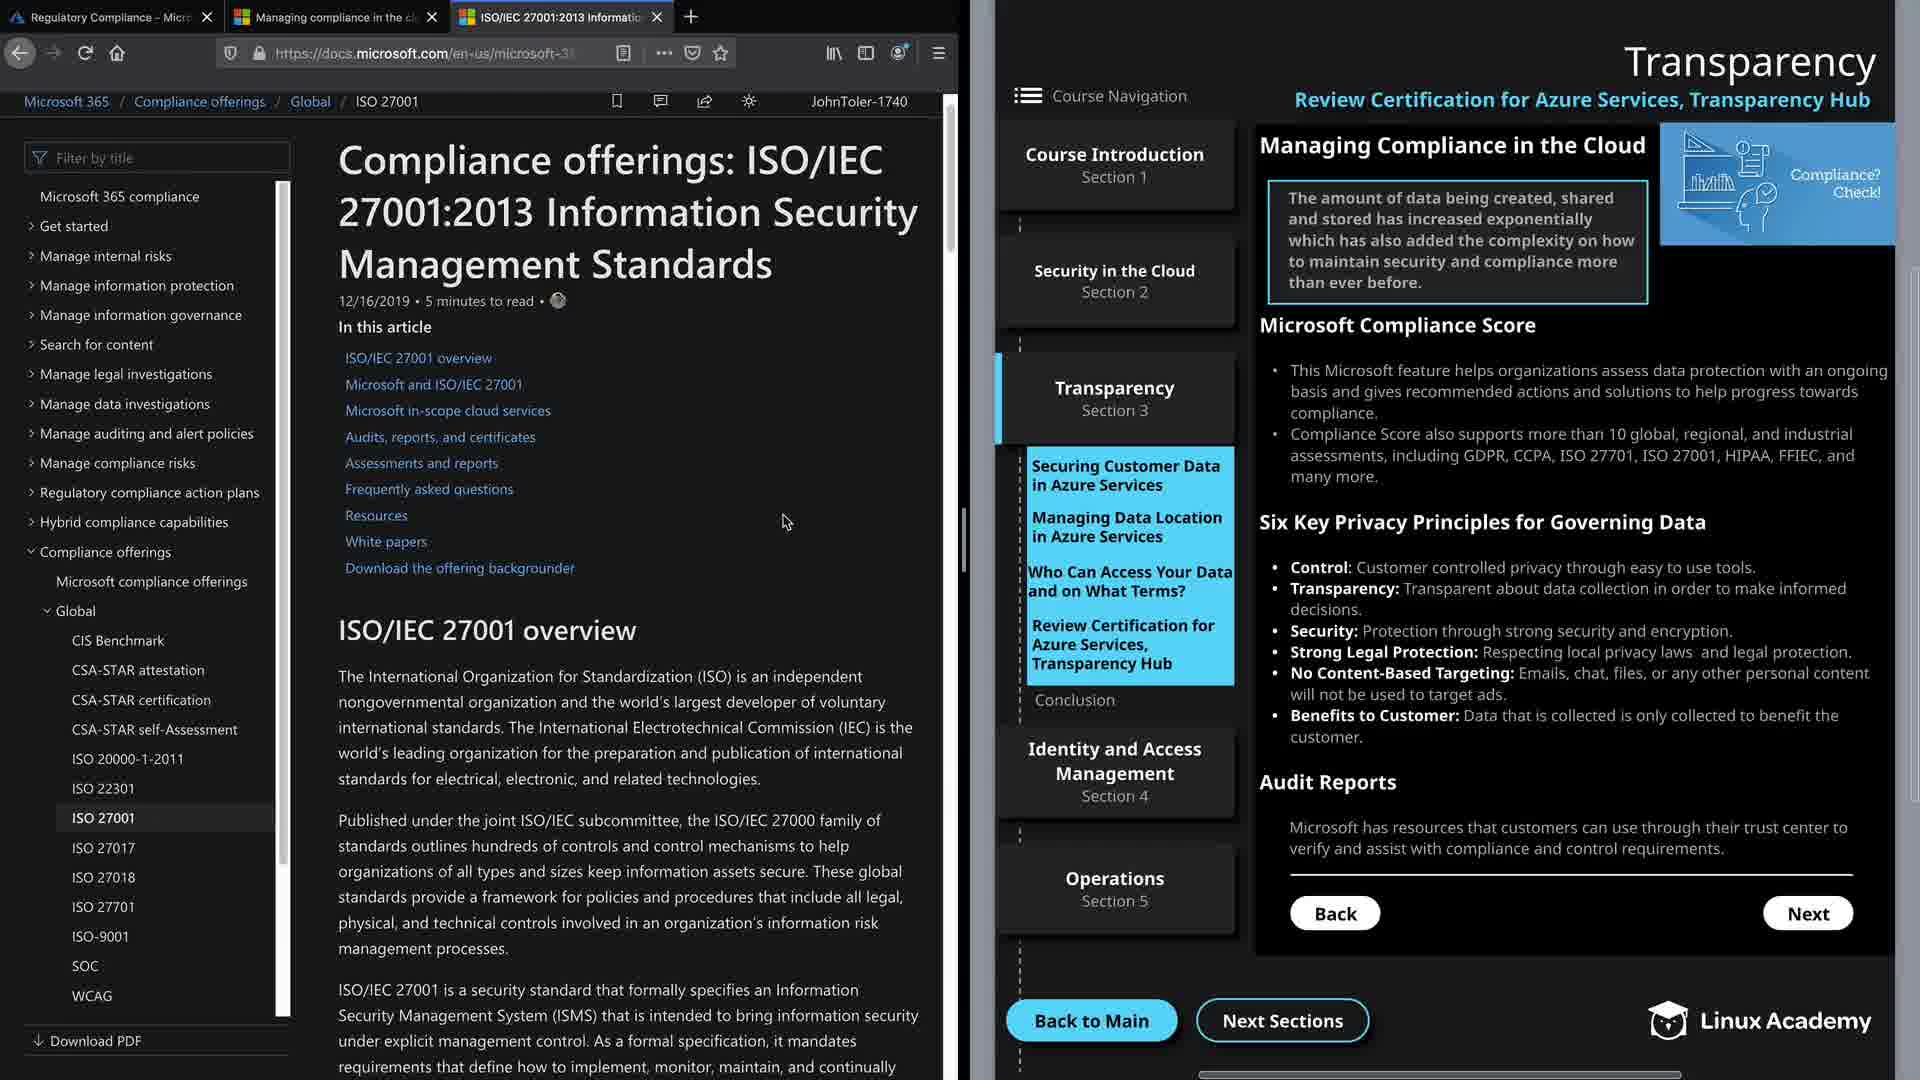 Regulatory Compliance – Micr
Managing compliance in the cl
ISO/IEC 27001:2013 Informatio
https://docs.microsoft.com/en-us/microsoft-3
Microsoft 365 / Compliance offerings / Global / ISO 27001
JohnToler-1740
Filter by title
Microsoft 365 compliance
Get started
Manage internal risks
Manage information protection
Manage information governance
Search for content
Manage legal investigations
Manage data investigations
Manage auditing and alert policies
Manage compliance risks
Regulatory compliance action plans
Hybrid compliance capabilities
Compliance offerings
Microsoft compliance offerings
Global
CIS Benchmark
CSA-STAR attestation
CSA-STAR certification
CSA-STAR self-Assessment
ISO 20000-1-2011
ISO 22301
ISO 27001
ISO 27017
ISO 27018
ISO 27701
ISO-9001
SOC
WCAG
Download PDF
Compliance offerings: ISO/IEC
27001:2013 Information Security
Management Standards
12/16/2019 • 5 minutes to read •
In this article
ISO/IEC 27001 overview
Microsoft and ISO/IEC 27001
Microsoft in-scope cloud services
Audits, reports, and certificates
Assessments and reports
Frequently asked questions
Resources
White papers
Download the offering backgrounder
ISO/IEC 27001 overview
The International Organization for Standardization (ISO) is an independent
nongovernmental organization and the world's largest developer of voluntary
international standards. The International Electrotechnical Commission (IEC) is the
world's leading organization for the preparation and publication of international
standards for electrical, electronic, and related technologies.
Published under the joint ISO/IEC subcommittee, the ISO/IEC 27000 family of
standards outlines hundreds of controls and control mechanisms to help
organizations of all types and sizes keep information assets secure. These global
standards provide a framework for policies and procedures that include all legal,
physical, and technical controls involved in an organization's information risk
management processes.
ISO/IEC 27001 is a security standard that formally specifies an Information
Security Management System (ISMS) that is intended to bring information security
under explicit management control. As a formal specification, it mandates
requirements that define how to implement, monitor, maintain, and continually
Transparency
Review Certification for Azure Services, Transparency Hub
Course Navigation
Course Introduction
Section 1
Security in the Cloud
Section 2
Transparency
Section 3
Securing Customer Data
in Azure Services
Managing Data Location
in Azure Services
Who Can Access Your Data
and on What Terms?
Review Certification for
Azure Services,
Transparency Hub
Conclusion
Identity and Access
Management
Section 4
Operations
Section 5
Managing Compliance in the Cloud
The amount of data being created, shared
and stored has increased exponentially
which has also added the complexity on how
to maintain security and compliance more
than ever before.
Compliance?
Check!
Microsoft Compliance Score
• This Microsoft feature helps organizations assess data protection with an ongoing
basis and gives recommended actions and solutions to help progress towards
compliance.
• Compliance Score also supports more than 10 global, regional, and industrial
assessments, including GDPR, CCPA, ISO 27701, ISO 27001, HIPAA, FFIEC, and
many more.
Six Key Privacy Principles for Governing Data
• Control: Customer controlled privacy through easy to use tools.
• Transparency: Transparent about data collection in order to make informed
decisions.
• Security: Protection through strong security and encryption.
• Strong Legal Protection: Respecting local privacy laws and legal protection.
• No Content-Based Targeting: Emails, chat, files, or any other personal content
will not be used to target ads.
• Benefits to Customer: Data that is collected is only collected to benefit the
customer.
Audit Reports
Microsoft has resources that customers can use through their trust center to
verify and assist with compliance and control requirements.
Back
Next
Back to Main
Next Sections
Linux Academy